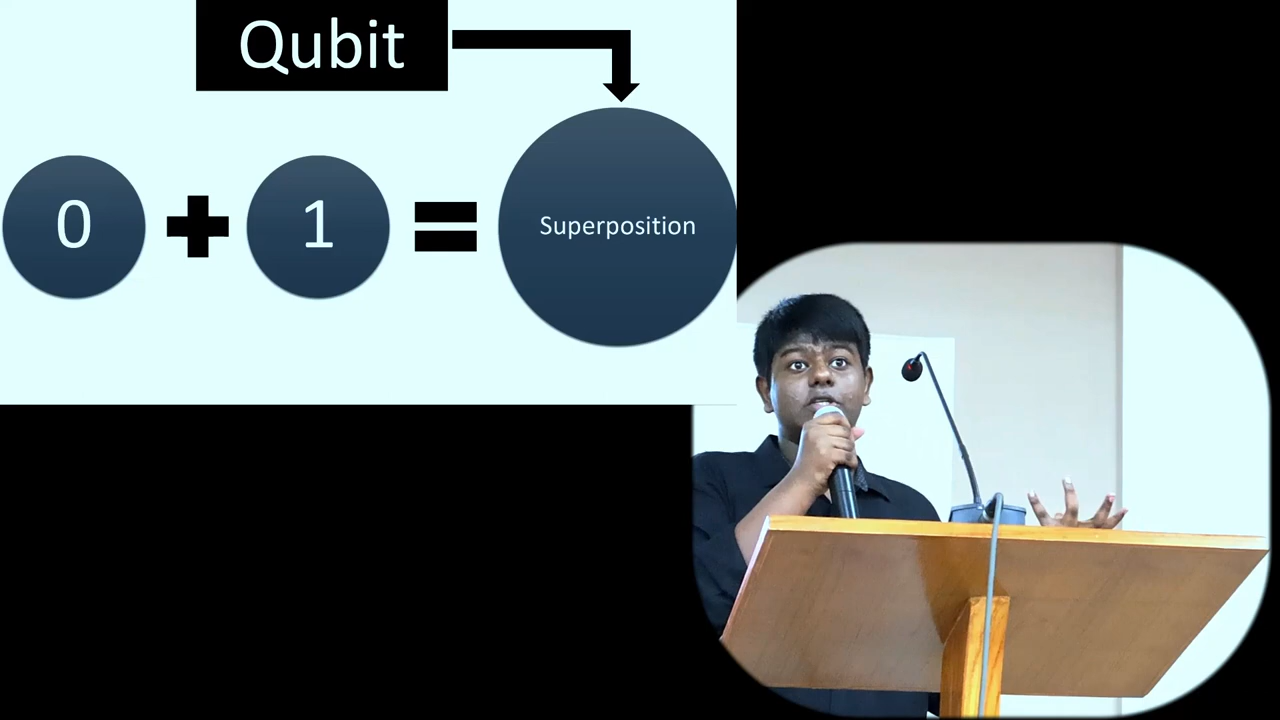 Qubit
0 + 1 = Superposition